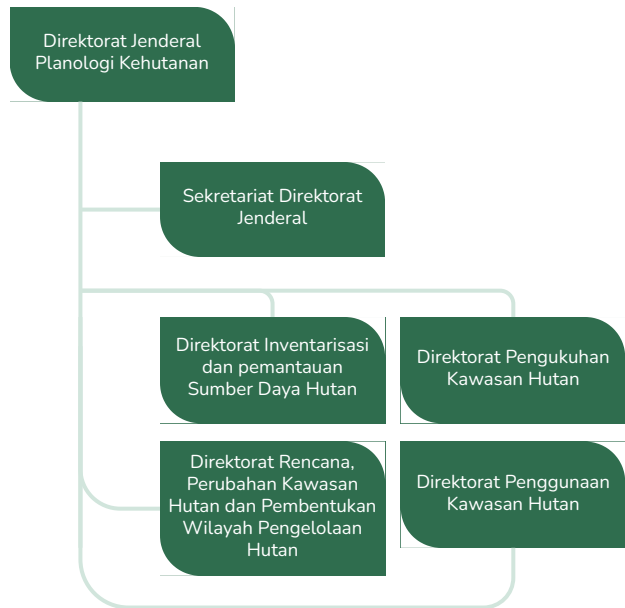 Direktorat Jenderal
Planologi Kehutanan
Sekretariat Direktorat
Jenderal
Direktorat Inventarisasi
dan pemantauan
Sumber Daya Hutan
Direktorat Pengukuhan
Kawasan Hutan
Direktorat Rencana,
Perubahan Kawasan
Hutan dan Pembentukan
Wilayah Pengelolaan
Hutan
Direktorat Penggunaan
Kawasan Hutan